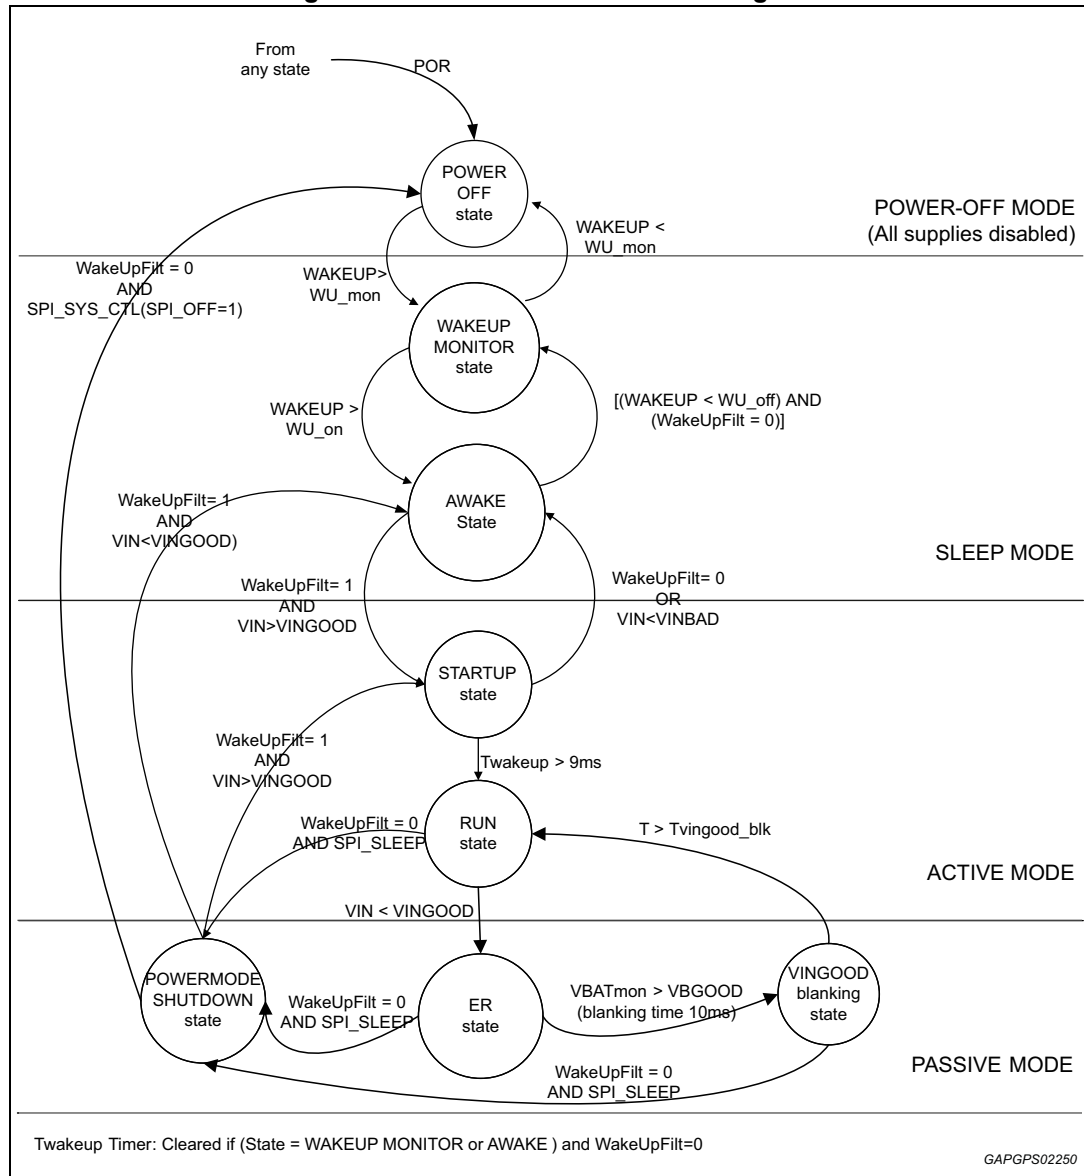 From
any state
POR
POWER
OFF
state
POWER-OFF MODE
(All supplies disabled)
WAKEUP <
WU_mon
WakeUpFilt = 0
AND
SPI_SYS_CTL(SPI_OFF=1)
WAKEUP>
WU_mon
WAKEUP
MONITOR
state
WAKEUP >
WU_on
[(WAKEUP < WU_off) AND
(WakeUpFilt = 0)]
WakeUpFilt= 1
AND
VIN<VINGOOD)
AWAKE
State
SLEEP MODE
WakeUpFilt= 1
AND
VIN>VINGOOD
WakeUpFilt= 0
OR
VIN<VINBAD
STARTUP
state
WakeUpFilt= 1
AND
VIN>VINGOOD
Twakeup > 9ms
WakeUpFilt = 0
AND SPI_SLEEP
RUN
state
T > Tvingood_blk
ACTIVE MODE
VIN < VINGOOD
POWERMODE
SHUTDOWN
state
WakeUpFilt = 0
AND SPI_SLEEP
ER
state
VBATmon > VBGOOD
(blanking time 10ms)
VINGOOD
blanking
state
WakeUpFilt = 0
AND SPI_SLEEP
PASSIVE MODE
Twakeup Timer: Cleared if (State = WAKEUP MONITOR or AWAKE ) and WakeUpFilt=0
GAPGPS02250